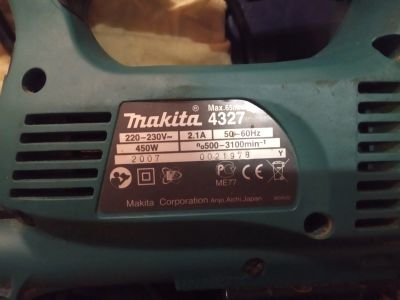 Max.65mm
makita® 4327
220-230V~ 2.1A 50-60Hz
450W n₀500-3100min⁻¹
2007 0021978 Y
ME77
Makita Corporation Anjo, Aichi, Japan